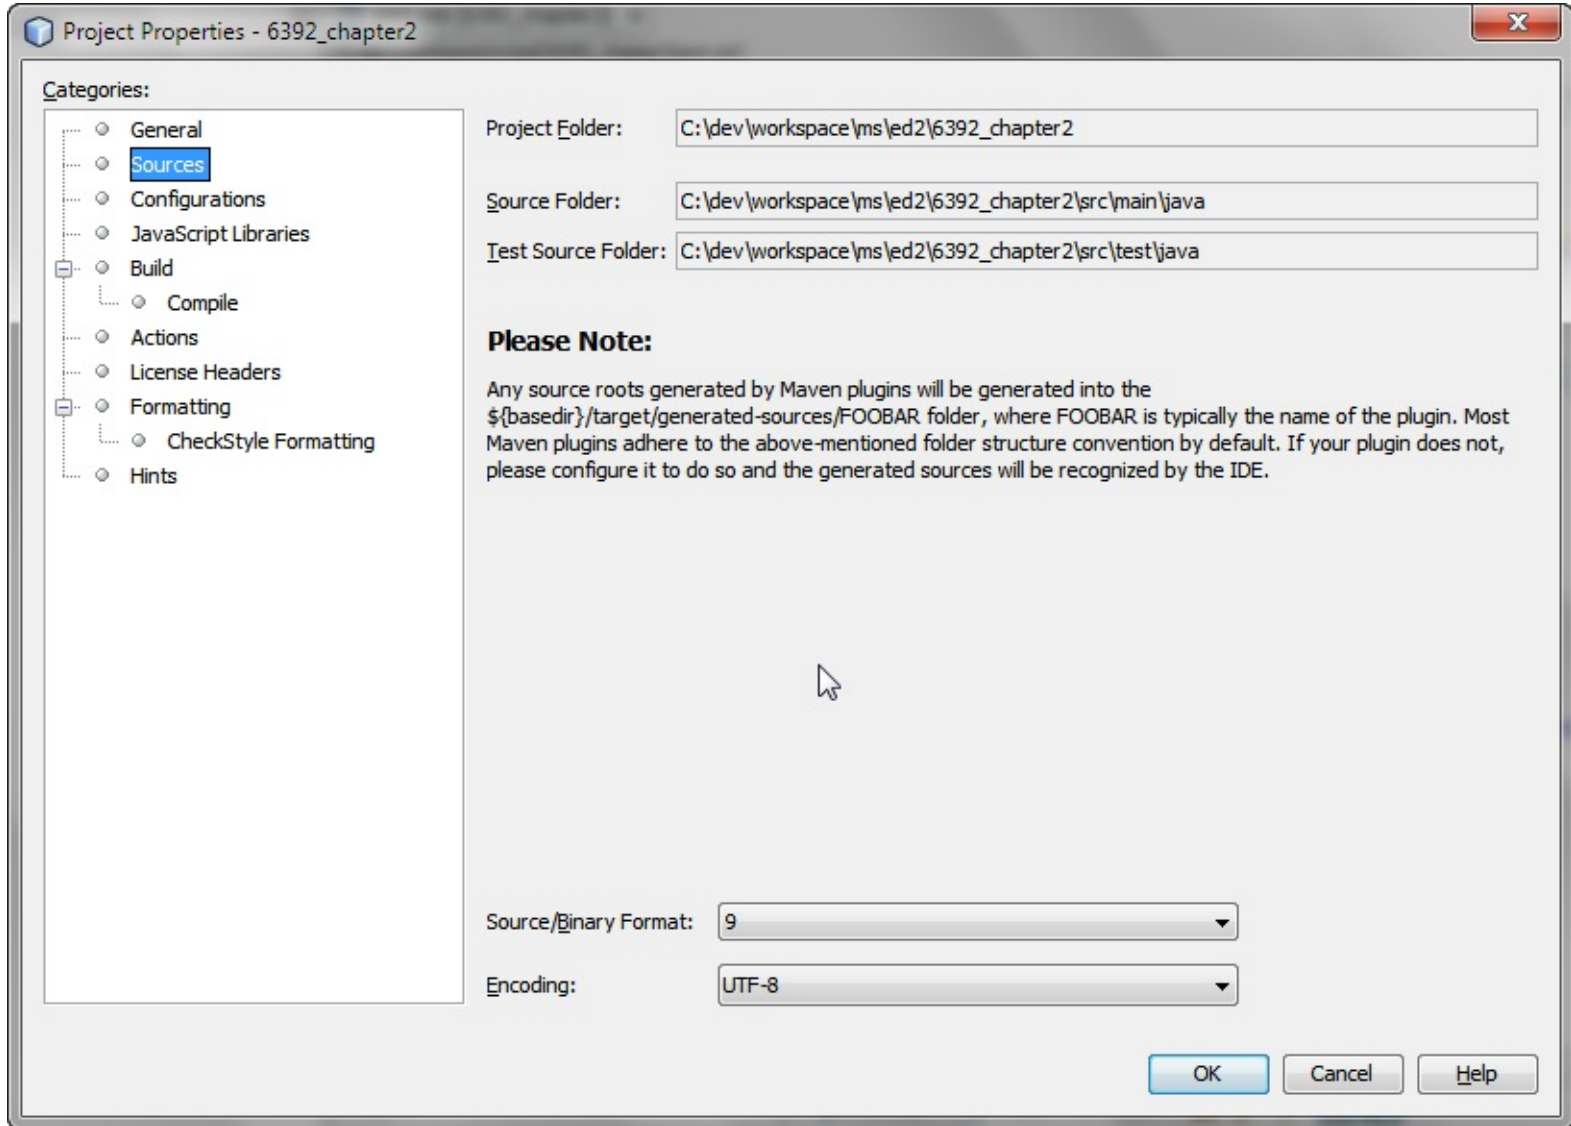 Project Properties - 6392_chapter2
x
Categories:
General
Sources
Configurations
JavaScript Libraries
Build
Compile
Actions
License Headers
Formatting
CheckStyle Formatting
Hints
Project Folder: C:\dev\workspace\ms\ed2\6392_chapter2
Source Folder: C:\dev\workspace\ms\ed2\6392_chapter2\src\main\java
Test Source Folder: C:\dev\workspace\ms\ed2\6392_chapter2\src\test\java
Please Note:
Any source roots generated by Maven plugins will be generated into the
${basedir}/target/generated-sources/FOOBAR folder, where FOOBAR is typically the name of the plugin. Most
Maven plugins adhere to the above-mentioned folder structure convention by default. If your plugin does not,
please configure it to do so and the generated sources will be recognized by the IDE.
Source/Binary Format: 9
Encoding: UTF-8
OK Cancel Help